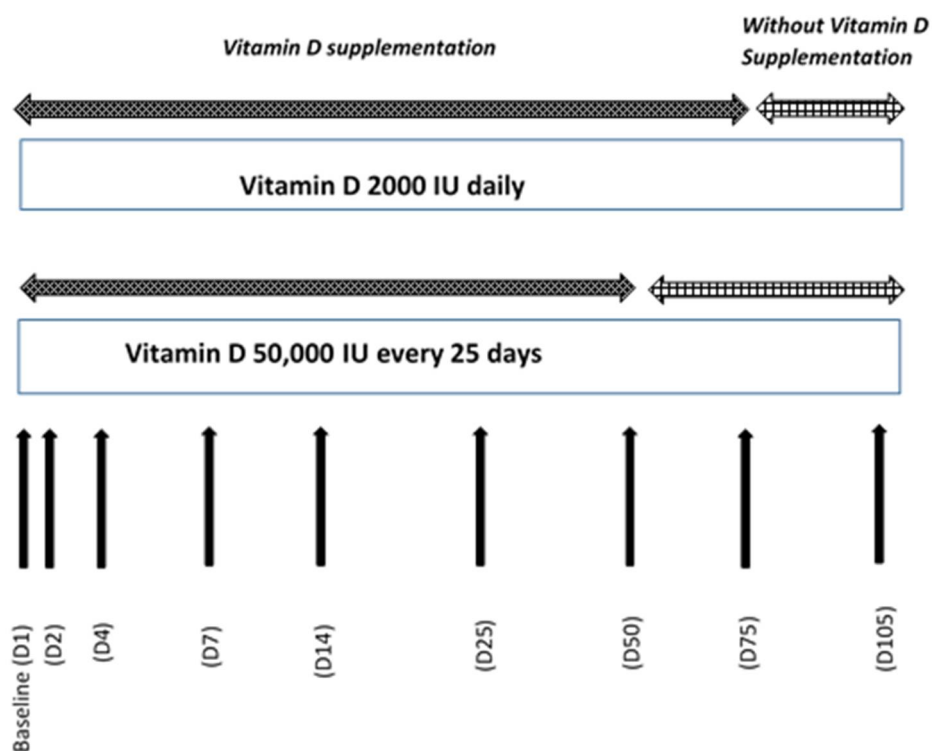 Vitamin D supplementation
Without Vitamin D
Supplementation
Vitamin D 2000 IU daily
Vitamin D 50,000 IU every 25 days
Baseline (D1)
(D2)
(D4)
(D7)
(D14)
(D25)
(D50)
(D75)
(D105)